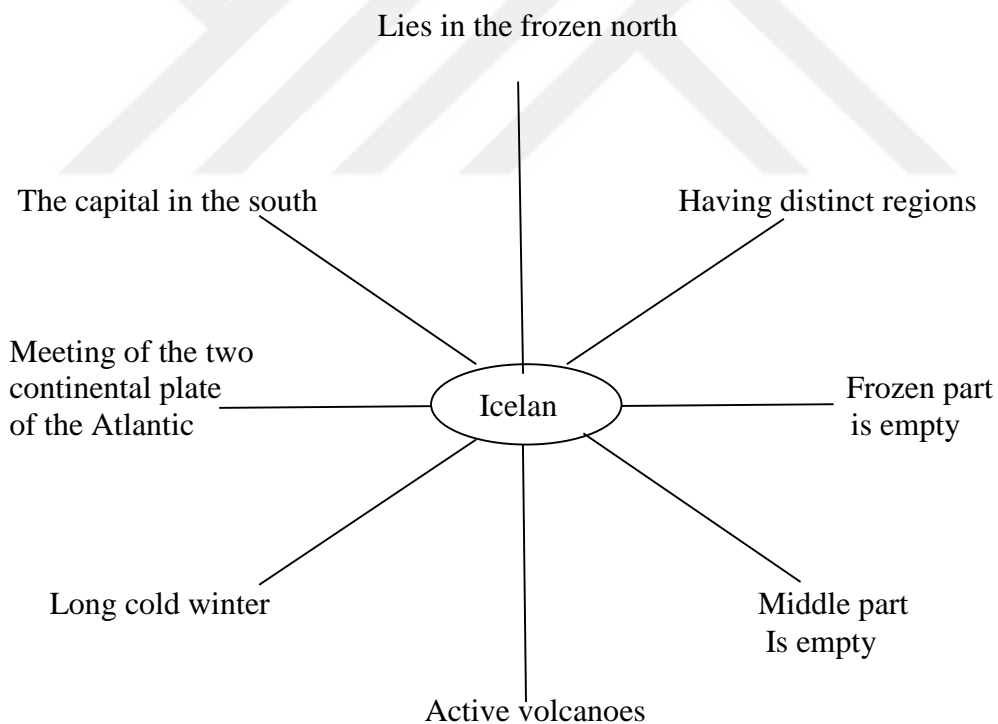 Lies in the frozen north
The capital in the south
Having distinct regions
Meeting of the two
continental plate
of the Atlantic
Icelan
Frozen part
is empty
Long cold winter
Middle part
Is empty
Active volcanoes